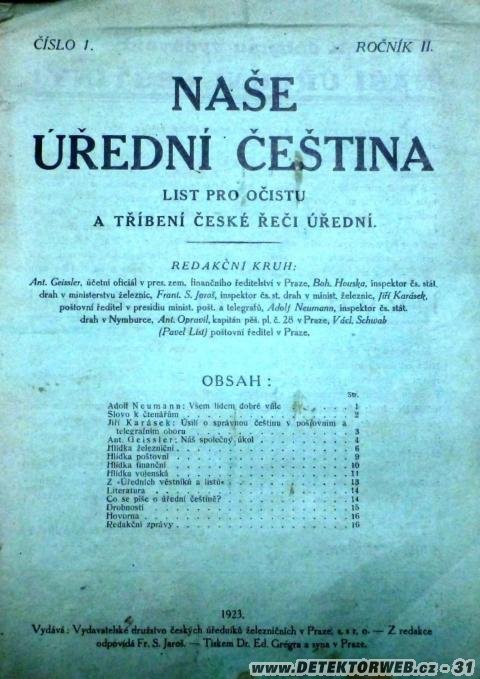 ČÍSLO 1.
ROČNÍK II.
NAŠE
ÚŘEDNÍ ČEŠTINA
LIST PRO OČISTU
A TŘÍBENÍ ČESKÉ ŘEČI ÚŘEDNÍ.
REDAKČNÍ KRUH:
Ant. Geissler, účetní oficiál v pres. zem. finančního ředitelství v Praze, Boh. Houska, inspektor čs. stát.
drah v ministerstvu železnic, Frant. S. Jaroš, inspektor čs. st. drah v minist. železnic, Jiří Karásek,
poštovní ředitel v presidiu minist. pošt a telegrafů, Adolf Neumann, inspektor čs. stát.
drah v Nymburce, Ant. Opravil, kapitán pěš. pl. č. 28 v Praze, Václ. Schwab
(Pavel List) poštovní ředitel v Praze.
OBSAH:
Str.
Adolf Neumann: Všem lidem dobré vůle 1
Slovo k čtenářům 2
Jiří Karásek: Úsilí o správnou češtinu v poštovním a
telegrafním oboru 3
Ant. Geissler: Náš společný úkol 4
Hlídka železniční 6
Hlídka poštovní 9
Hlídka finanční 10
Hlídka vojenská 11
Z »Úředních věstníků a listů« 13
Literatura 14
Co se píše o úřední češtině? 14
Drobnosti 15
Hovorna 16
Redakční zprávy 16
1923.
Vydává: Vydavatelské družstvo českých úředníků železničních v Praze, s. s r. o. — Z redakce
odpovídá Fr. S. Jaroš. — Tiskem Dr. Ed. Grégra a syna v Praze.
www.DETEKTORWEB.cz - 31